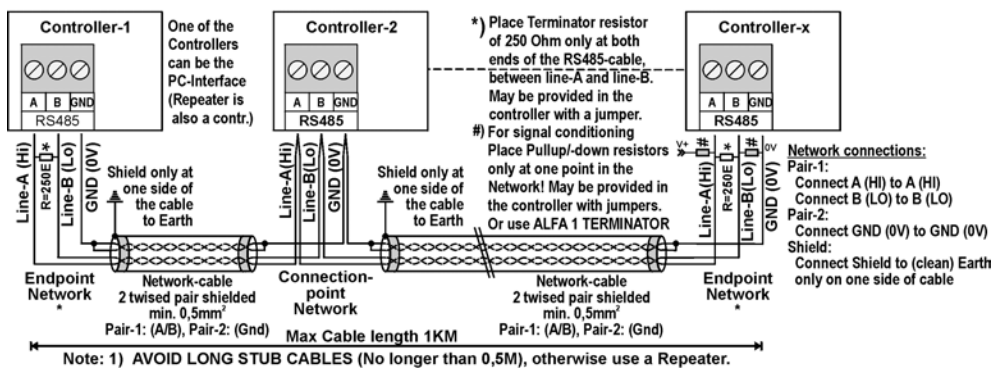 Controller-1
A B GND
RS485
One of the
Controllers
can be the
PC-Interface
(Repeater is
also a contr.)
Controller-2
A B GND
RS485
*) Place Terminator resistor
of 250 Ohm only at both
ends of the RS485-cable,
between line-A and line-B.
May be provided in the
controller with a jumper.
#) For signal conditioning
Place Pullup/-down resistors
only at one point in the
Network! May be provided in
the controller with jumpers.
Or use ALFA 1 TERMINATOR
Controller-x
A B GND
RS485
Line-A (Hi)
R=250E *
Line-B (Lo)
GND (0V)
Shield only at
one side of
the cable
to Earth
Line-A(Hi)
Line-B(Lo)
GND (0V)
Shield only at
one side of
the cable
to Earth
V+ # * # 0V
Line-A(Hi)
R=250E
Line-B(Lo)
GND (0V)
Network connections:
Pair-1:
Connect A (HI) to A (HI)
Connect B (LO) to B (LO)
Pair-2:
Connect GND (0V) to GND (0V)
Shield:
Connect Shield to (clean) Earth
only on one side of cable
Endpoint
Network
*
Network-cable
2 twised pair shielded
min. 0,5mm²
Pair-1: (A/B), Pair-2: (Gnd)
Connection-
point
Network
Network-cable
2 twised pair shielded
min. 0,5mm²
Pair-1: (A/B), Pair-2: (Gnd)
Endpoint
Network
*
Max Cable length 1KM
Note: 1) AVOID LONG STUB CABLES (No longer than 0,5M), otherwise use a Repeater.